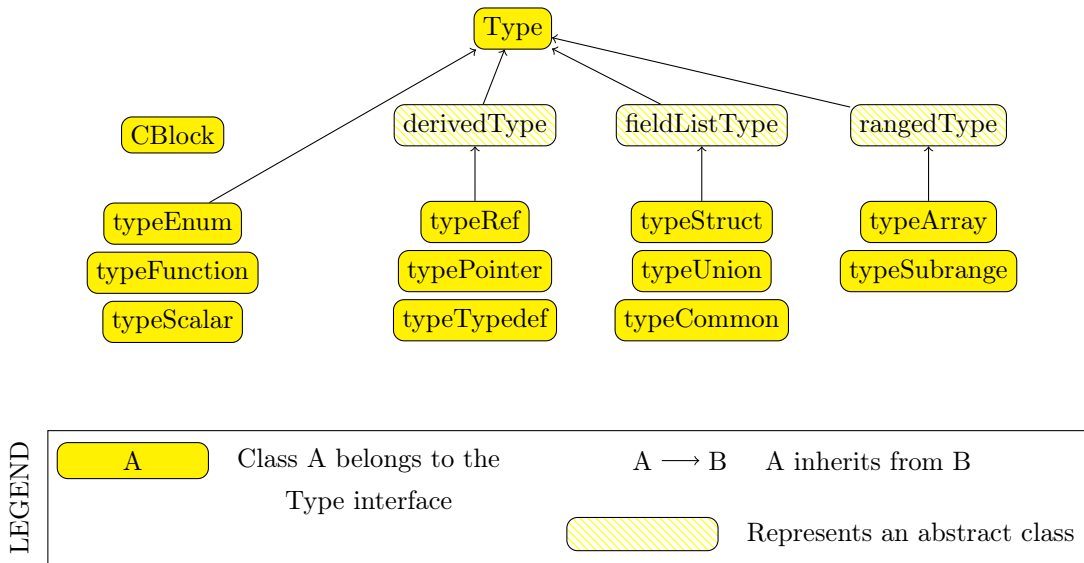 Type
derivedType
fieldListType
rangedType
CBlock
typeEnum
typeRef
typeStruct
typeArray
typeFunction
typePointer
typeUnion
typeSubrange
typeScalar
typeTypedef
typeCommon
LEGEND
A
Class A belongs to the
Type interface
A ⟶ B
A inherits from B
Represents an abstract class